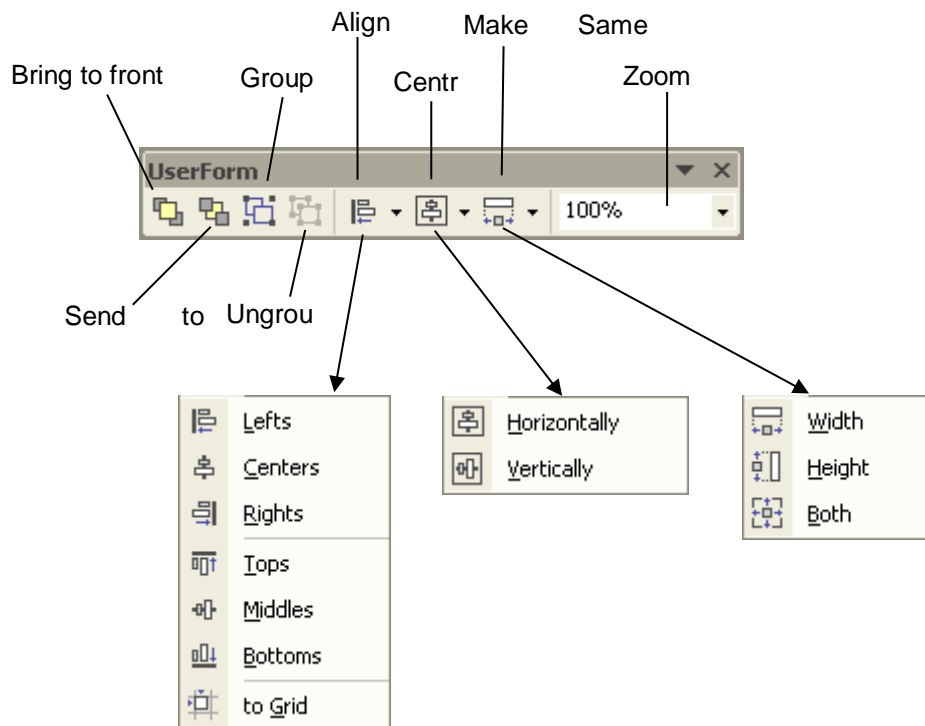 Align
Make Same
Bring to front
Group
Centr
Zoom
UserForm
100%
Send to
Ungrou
Lefts
Centers
Rights
Tops
Middles
Bottoms
to Grid
Horizontally
Vertically
Width
Height
Both